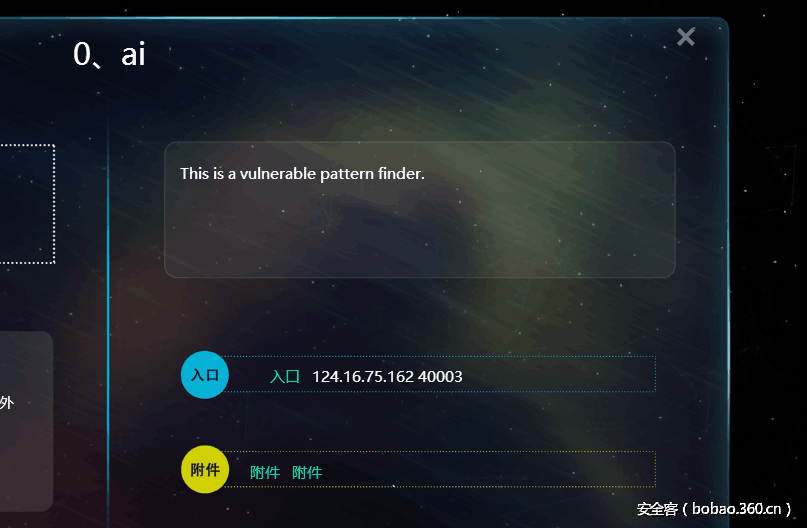 0、ai
This is a vulnerable pattern finder.
入口 入口 124.16.75.162 40003
外
附件 附件 附件
安全客（bobao.360.cn）